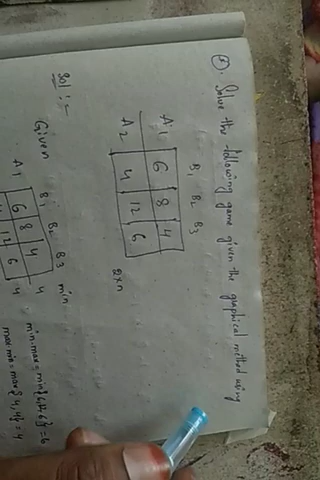 Solve the following game given the graphical method using
B1 B2 B3
A1 6 8 4
A2 4 12 6
2xn
Sol :-
Given
B1 B2 B3 min
A1 6 8 4 4
12 6 4
min.max = min{6,12,6} = 6
max min = max{4,4} = 4